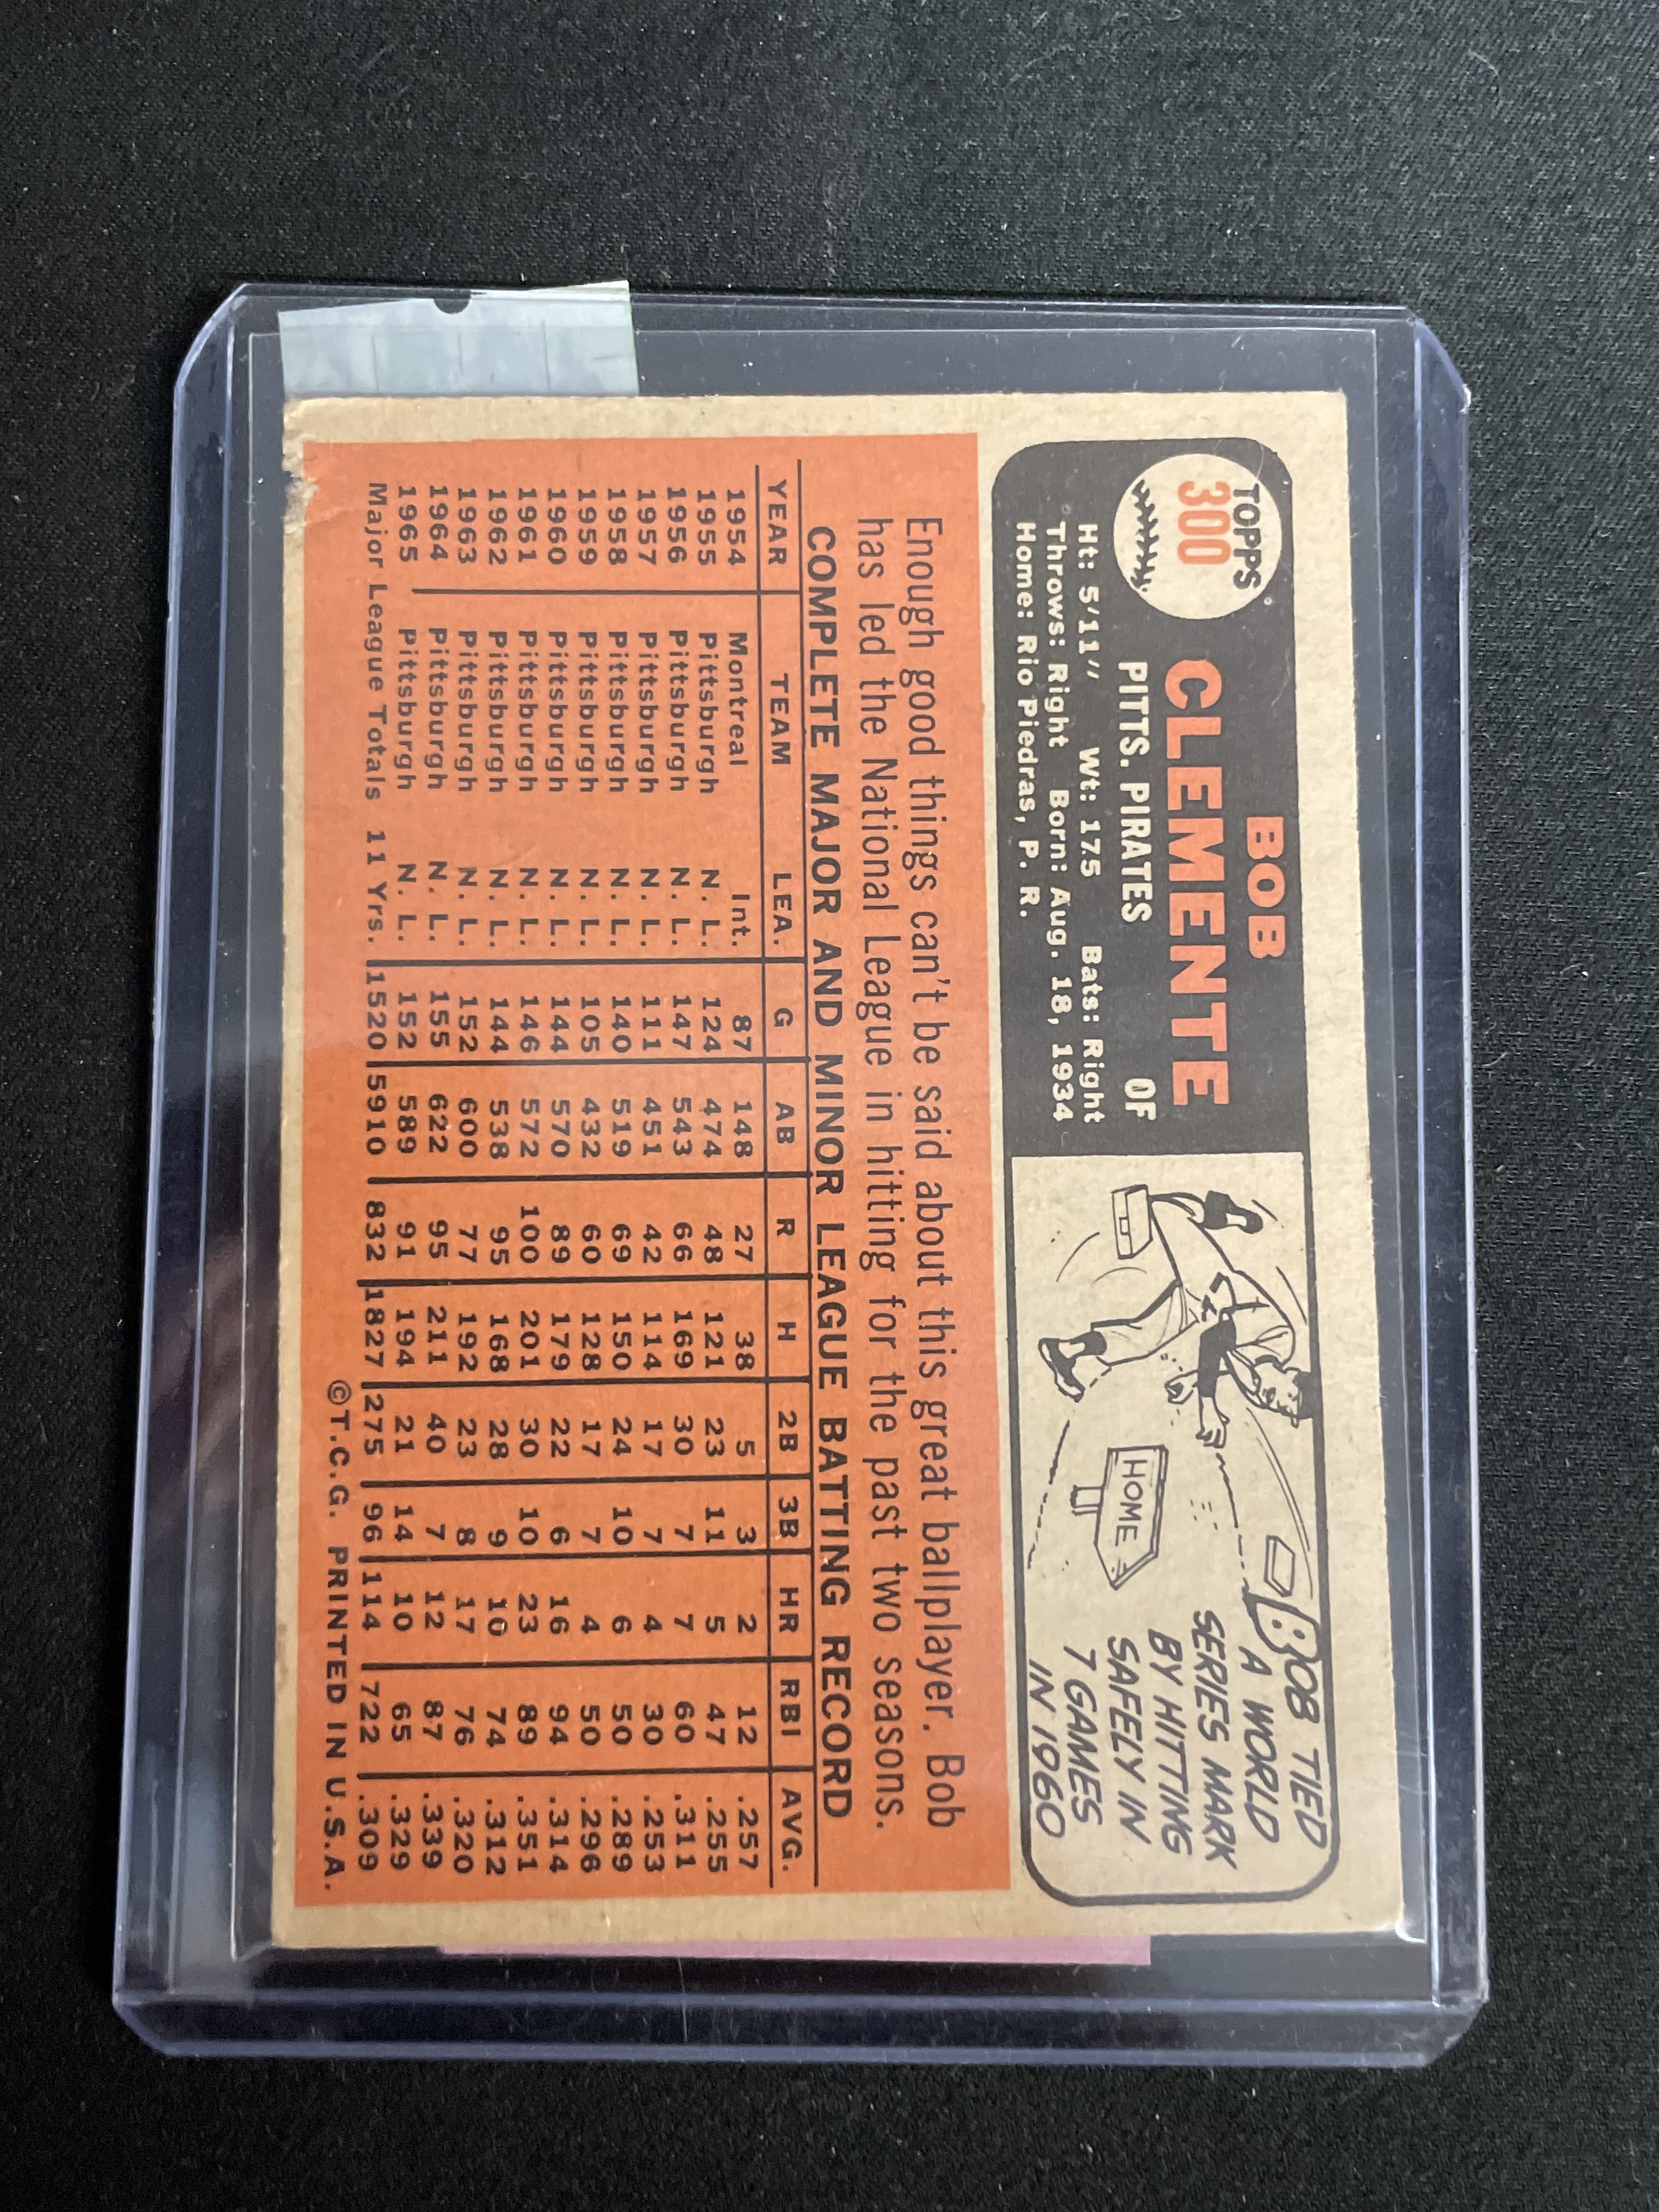 TOPPS
300
BOB
CLEMENTE
PITTS. PIRATES OF
Ht: 5'11" Wt: 175 Bats: Right
Throws: Right Born: Aug. 18, 1934
Home: Rio Piedras, P. R.
BOB TIED
A WORLD
SERIES MARK
BY HITTING
SAFELY IN
7 GAMES
IN 1960
HOME
Enough good things can't be said about this great ballplayer. Bob
has led the National League in hitting for the past two seasons.
COMPLETE MAJOR AND MINOR LEAGUE BATTING RECORD
YEAR TEAM LEA. G AB R H 2B 3B HR RBI AVG.
1954 Montreal Int. 87 148 27 38 5 3 2 12 .257
1955 Pittsburgh N. L. 124 474 48 121 23 11 5 47 .255
1956 Pittsburgh N. L. 147 543 66 169 30 7 7 60 .311
1957 Pittsburgh N. L. 111 451 42 114 17 7 4 30 .253
1958 Pittsburgh N. L. 140 519 69 150 24 10 6 50 .289
1959 Pittsburgh N. L. 105 432 60 128 17 7 4 50 .296
1960 Pittsburgh N. L. 144 570 89 179 22 6 16 94 .314
1961 Pittsburgh N. L. 146 572 100 201 30 10 23 89 .351
1962 Pittsburgh N. L. 144 538 95 168 28 9 10 74 .312
1963 Pittsburgh N. L. 152 600 77 192 23 8 17 76 .320
1964 Pittsburgh N. L. 155 622 95 211 40 7 12 87 .339
1965 Pittsburgh N. L. 152 589 91 194 21 14 10 65 .329
Major League Totals 11 Yrs. 1520 5910 832 1827 275 96 114 722 .309
©T.C.G. PRINTED IN U.S.A.